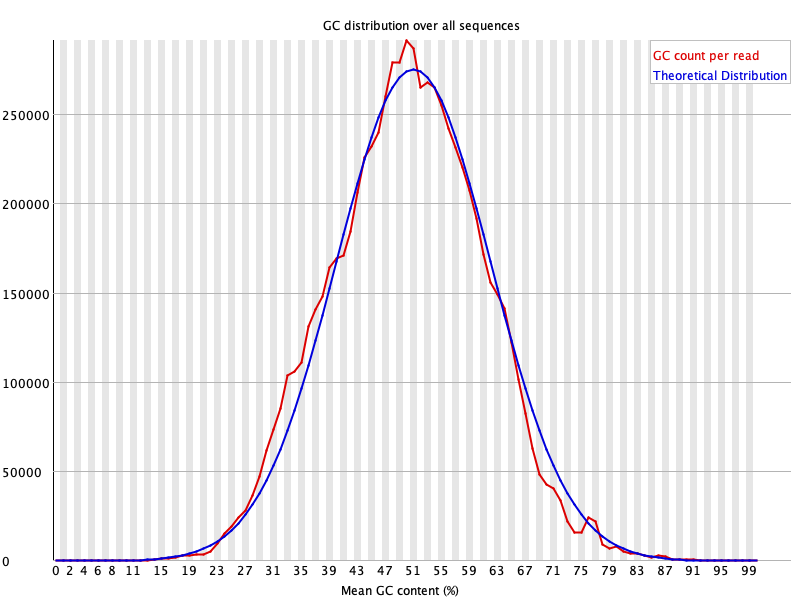 GC distribution over all sequences
GC count per read
Theoretical Distribution
250000
200000
150000
100000
50000
0
0 2 4 6 8 11 15 19 23 27 31 35 39 43 47 51 55 59 63 67 71 75 79 83 87 91 95 99
Mean GC content (%)